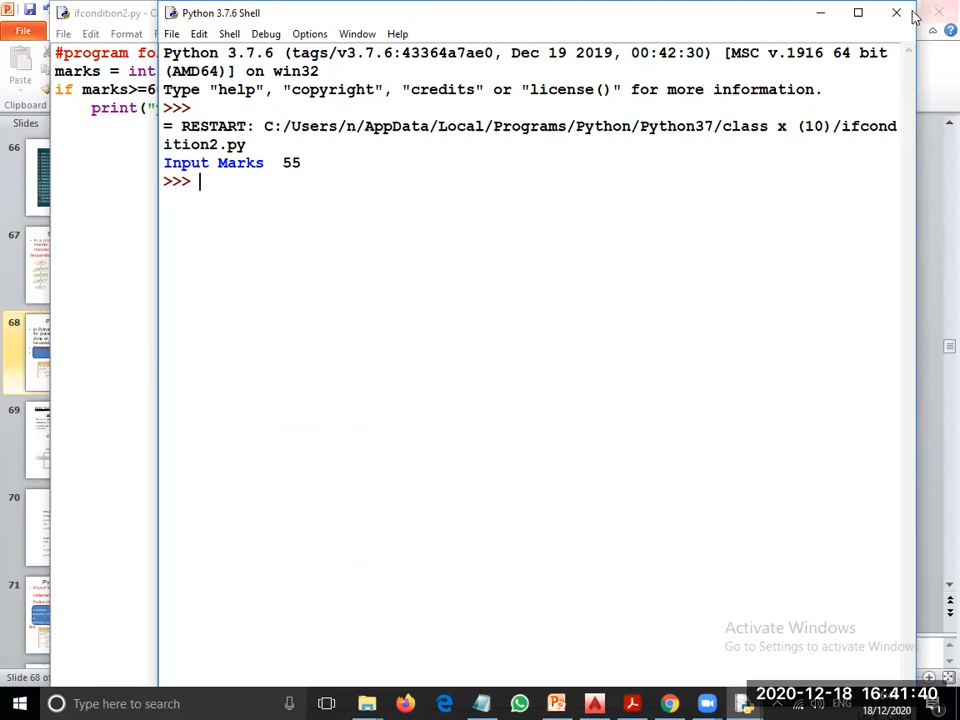 ifcondition2.py - C:
Python 3.7.6 Shell
File
File Edit Format
File Edit Shell Debug Options Window Help
Paste
Clipboard
Slides
#program fo
marks = int
if marks>=6
print("
Python 3.7.6 (tags/v3.7.6:43364a7ae0, Dec 19 2019, 00:42:30) [MSC v.1916 64 bit
(AMD64)] on win32
Type "help", "copyright", "credits" or "license()" for more information.
>>>
= RESTART: C:/Users/n/AppData/Local/Programs/Python/Python37/class x (10)/ifcond
ition2.py
Input Marks  55
>>>
66
67
68
69
70
71
Slide 68 of
Activate Windows
Go to Settings to activate Windows.
Type here to search
ENG
2020-12-18 16:41:40
18/12/2020